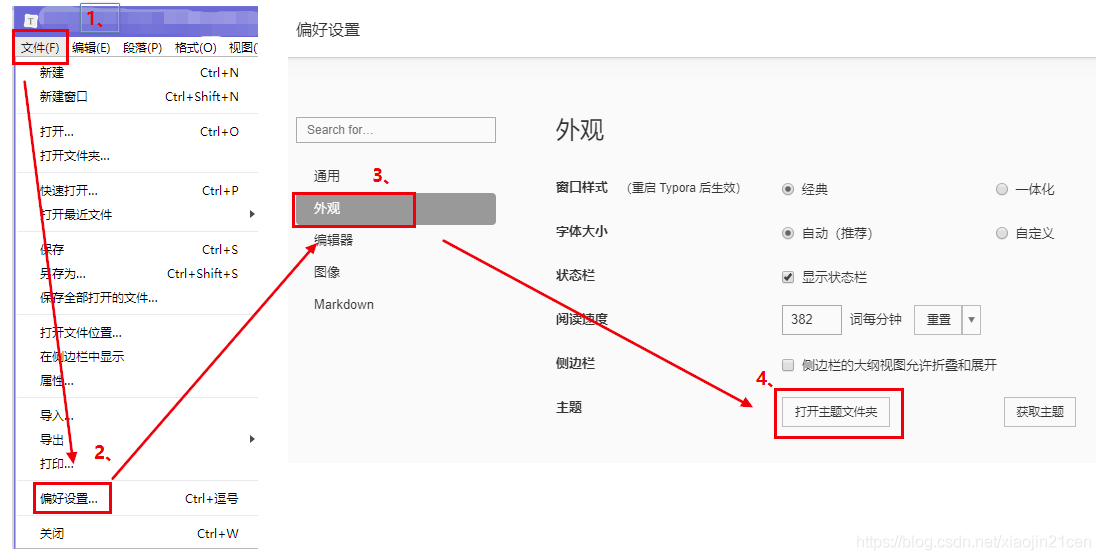 1、
T
文件(F) 编辑(E) 段落(P) 格式(O) 视图(
新建 Ctrl+N
新建窗口 Ctrl+Shift+N
打开... Ctrl+O
打开文件夹...
快速打开... Ctrl+P
打开最近文件
保存 Ctrl+S
另存为... Ctrl+Shift+S
保存全部打开的文件...
打开文件位置...
在侧边栏中显示
属性...
导入...
导出
打印...
2、
偏好设置... Ctrl+逗号
关闭 Ctrl+W
偏好设置
Search for...
通用
3、
外观
编辑器
图像
Markdown
外观
窗口样式 (重启 Typora 后生效) 经典 一体化
字体大小 自动（推荐） 自定义
状态栏 显示状态栏
阅读速度 382 词每分钟 重置
侧边栏 侧边栏的大纲视图允许折叠和展开
4、
主题 打开主题文件夹 获取主题
https://blog.csdn.net/xiaojin21cen